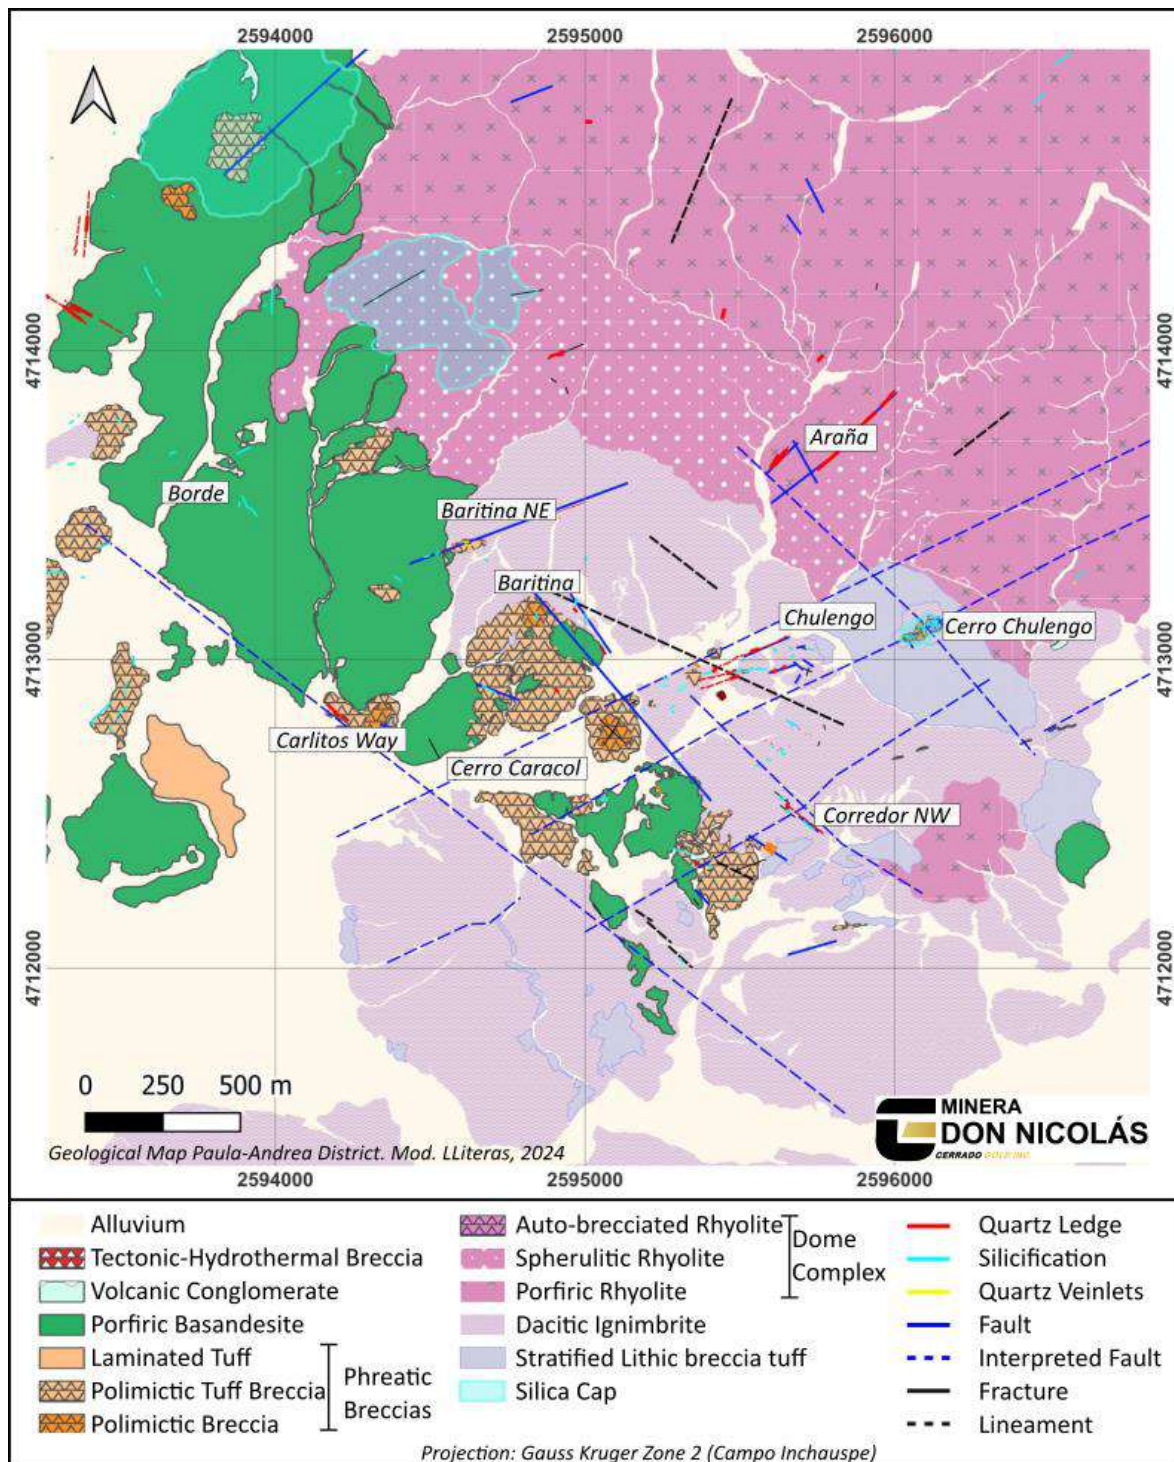 2594000 2595000 2596000
4714000 4714000
Araña
Borde
Baritina NE
Baritina
Chulengo
Cerro Chulengo
4713000 4713000
Carlitos Way
Cerro Caracol
Corredor NW
4712000 4712000
0 250 500 m
MINERA
DON NICOLÁS
CERRADO GOLD INC
Geological Map Paula-Andrea District. Mod. LLiteras, 2024
2594000 2595000 2596000
Alluvium
Tectonic-Hydrothermal Breccia
Volcanic Conglomerate
Porfiric Basandesite
Laminated Tuff
Polimictic Tuff Breccia
Polimictic Breccia
Phreatic
Breccias
Auto-brecciated Rhyolite
Spherulitic Rhyolite
Porfiric Rhyolite
Dome
Complex
Dacitic Ignimbrite
Stratified Lithic breccia tuff
Silica Cap
Quartz Ledge
Silicification
Quartz Veinlets
Fault
Interpreted Fault
Fracture
Lineament
Projection: Gauss Kruger Zone 2 (Campo Inchauspe)